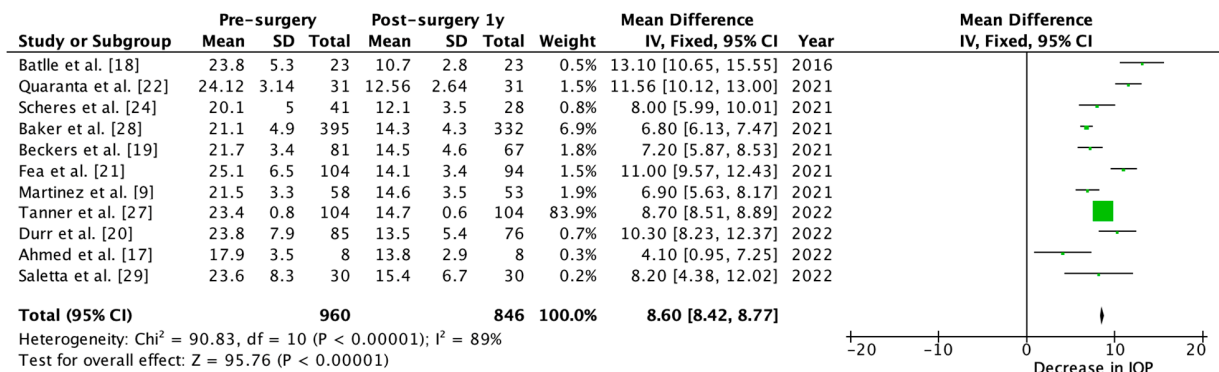 Pre-surgery Post-surgery 1y Mean Difference Mean Difference
Study or Subgroup Mean SD Total Mean SD Total Weight IV, Fixed, 95% CI Year IV, Fixed, 95% CI
Batlle et al. [18] 23.8 5.3 23 10.7 2.8 23 0.5% 13.10 [10.65, 15.55] 2016
Quaranta et al. [22] 24.12 3.14 31 12.56 2.64 31 1.5% 11.56 [10.12, 13.00] 2021
Scheres et al. [24] 20.1 5 41 12.1 3.5 28 0.8% 8.00 [5.99, 10.01] 2021
Baker et al. [28] 21.1 4.9 395 14.3 4.3 332 6.9% 6.80 [6.13, 7.47] 2021
Beckers et al. [19] 21.7 3.4 81 14.5 4.6 67 1.8% 7.20 [5.87, 8.53] 2021
Fea et al. [21] 25.1 6.5 104 14.1 3.4 94 1.5% 11.00 [9.57, 12.43] 2021
Martinez et al. [9] 21.5 3.3 58 14.6 3.5 53 1.9% 6.90 [5.63, 8.17] 2021
Tanner et al. [27] 23.4 0.8 104 14.7 0.6 104 83.9% 8.70 [8.51, 8.89] 2022
Durr et al. [20] 23.8 7.9 85 13.5 5.4 76 0.7% 10.30 [8.23, 12.37] 2022
Ahmed et al. [17] 17.9 3.5 8 13.8 2.9 8 0.3% 4.10 [0.95, 7.25] 2022
Saletta et al. [29] 23.6 8.3 30 15.4 6.7 30 0.2% 8.20 [4.38, 12.02] 2022
Total (95% CI) 960 846 100.0% 8.60 [8.42, 8.77]
Heterogeneity: Chi² = 90.83, df = 10 (P < 0.00001); I² = 89%
Test for overall effect: Z = 95.76 (P < 0.00001)
-20 -10 0 10 20
Decrease in IOP